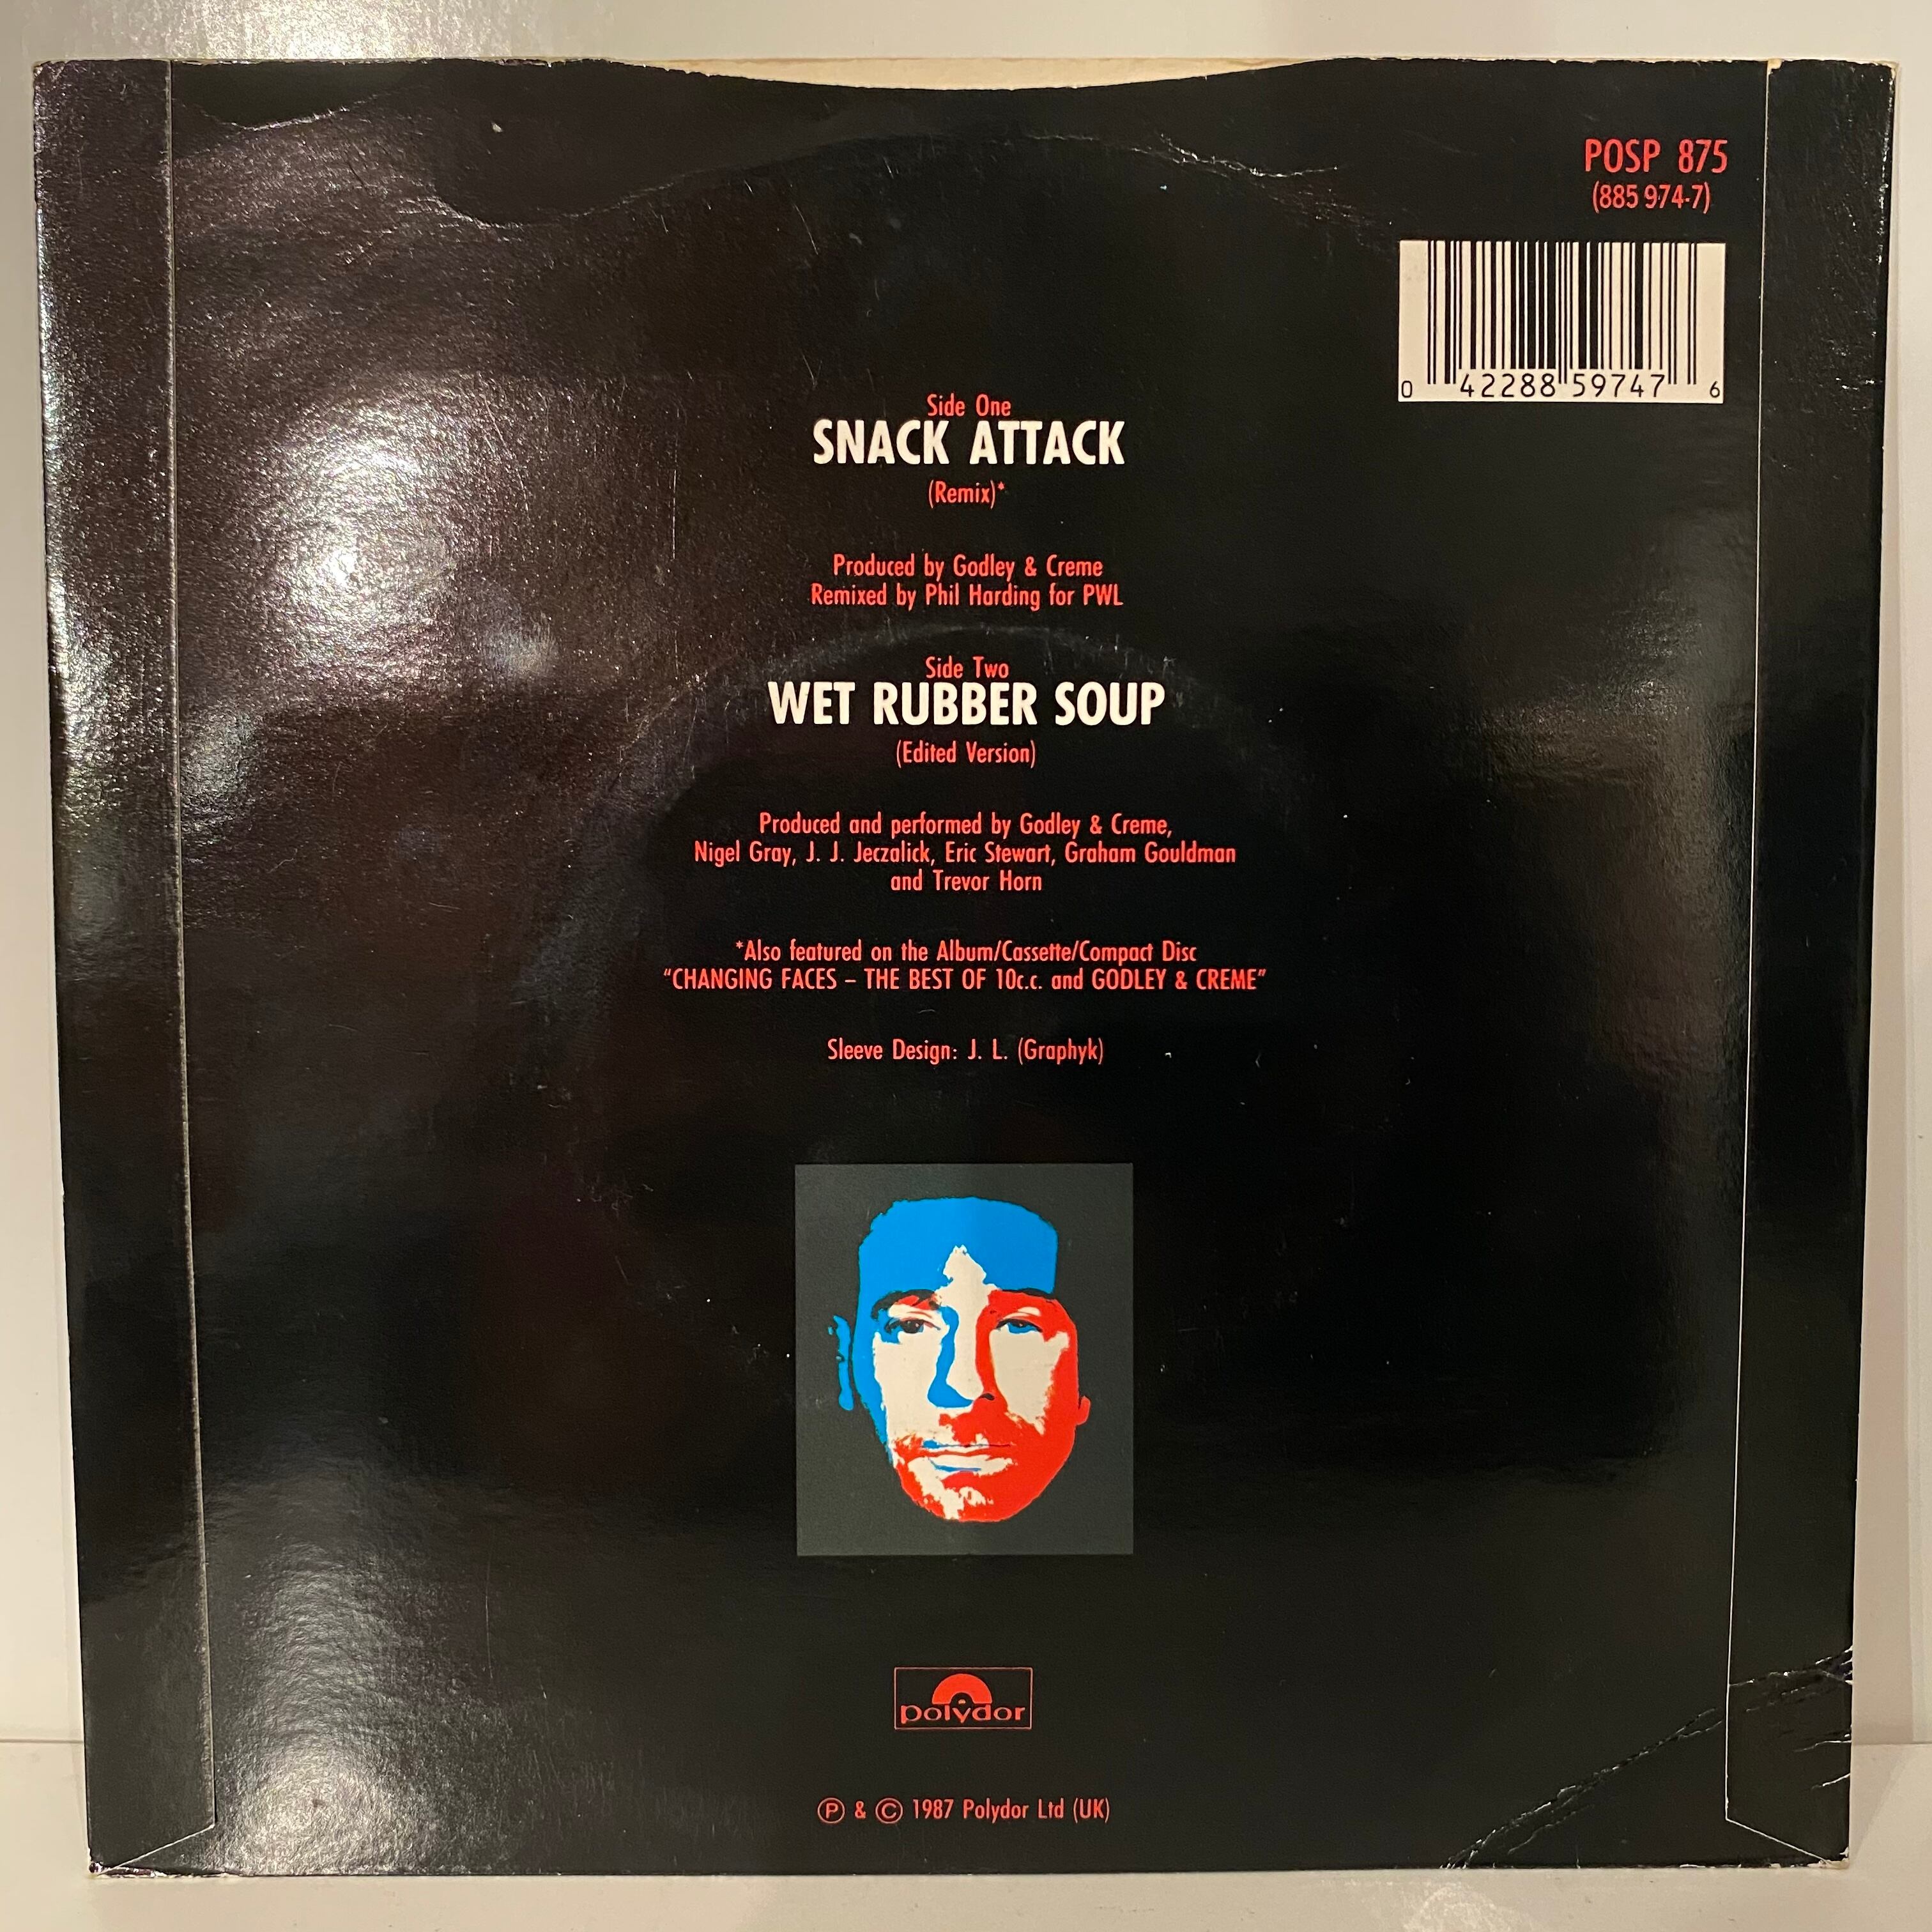 POSP 875
(885 974-7)
0 42288 59747 6
Side One
SNACK ATTACK
(Remix)*
Produced by Godley & Creme
Remixed by Phil Harding for PWL
Side Two
WET RUBBER SOUP
(Edited Version)
Produced and performed by Godley & Creme,
Nigel Gray, J. J. Jeczalick, Eric Stewart, Graham Gouldman
and Trevor Horn
*Also featured on the Album/Cassette/Compact Disc
“CHANGING FACES – THE BEST OF 10c.c. and GODLEY & CREME”
Sleeve Design: J. L. (Graphyk)
polydor
Ⓟ & © 1987 Polydor Ltd (UK)